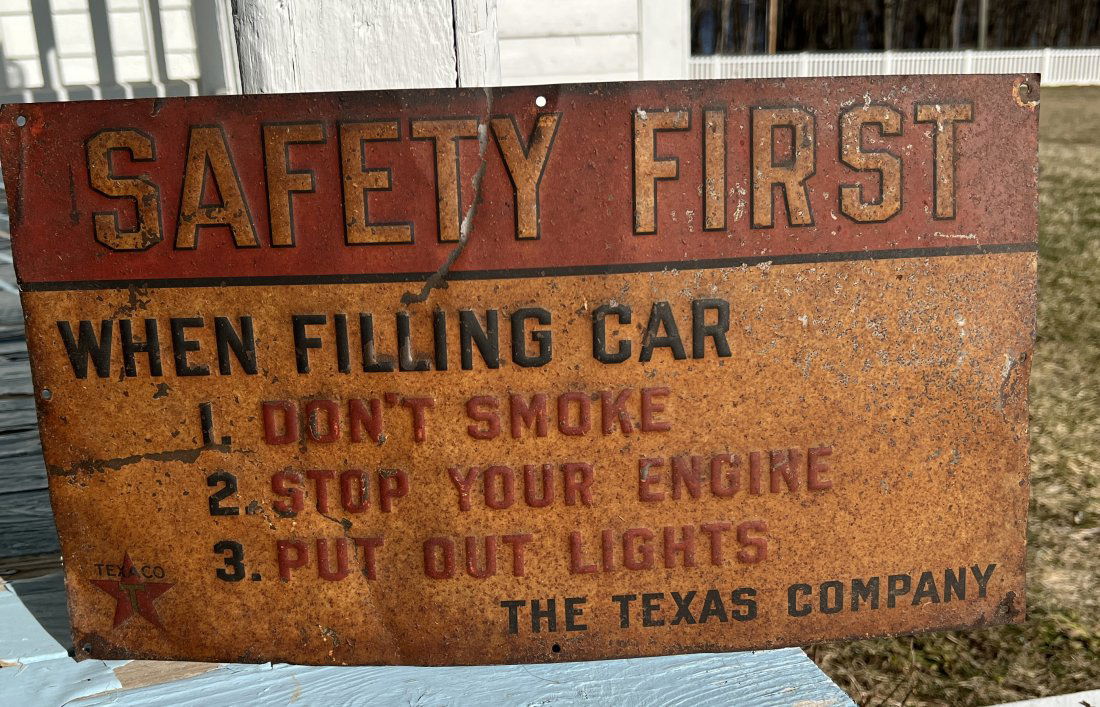 SAFETY FIRST
WHEN FILLING CAR
1. DON'T SMOKE
2. STOP YOUR ENGINE
3. PUT OUT LIGHTS
TEXACO
T
THE TEXAS COMPANY